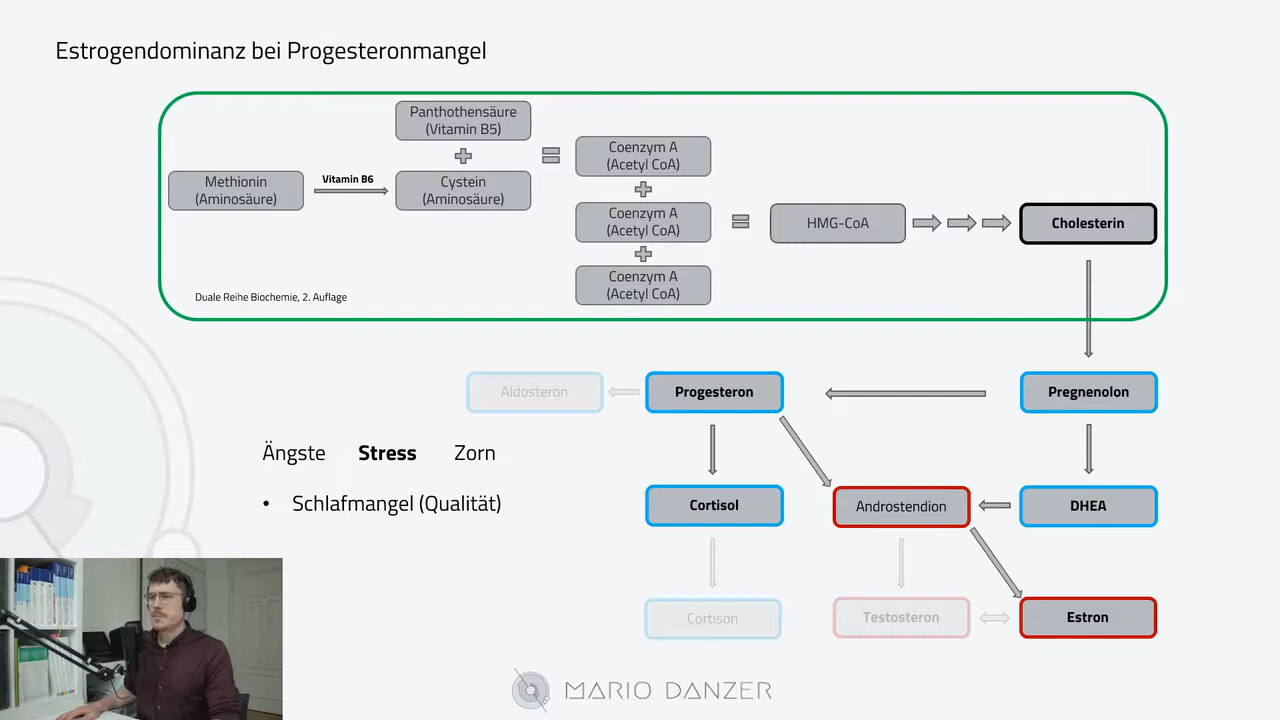 Estrogendominanz bei Progesteronmangel
Panthothensäure
(Vitamin B5)
Methionin
(Aminosäure)
Vitamin B6
Cystein
(Aminosäure)
Coenzym A
(Acetyl CoA)
Coenzym A
(Acetyl CoA)
Coenzym A
(Acetyl CoA)
HMG-CoA
Cholesterin
Duale Reihe Biochemie, 2. Auflage
Aldosteron
Progesteron
Pregnenolon
Ängste Stress Zorn
• Schlafmangel (Qualität)
Cortisol
Androstendion
DHEA
Cortison
Testosteron
Estron
MARIO DANZER